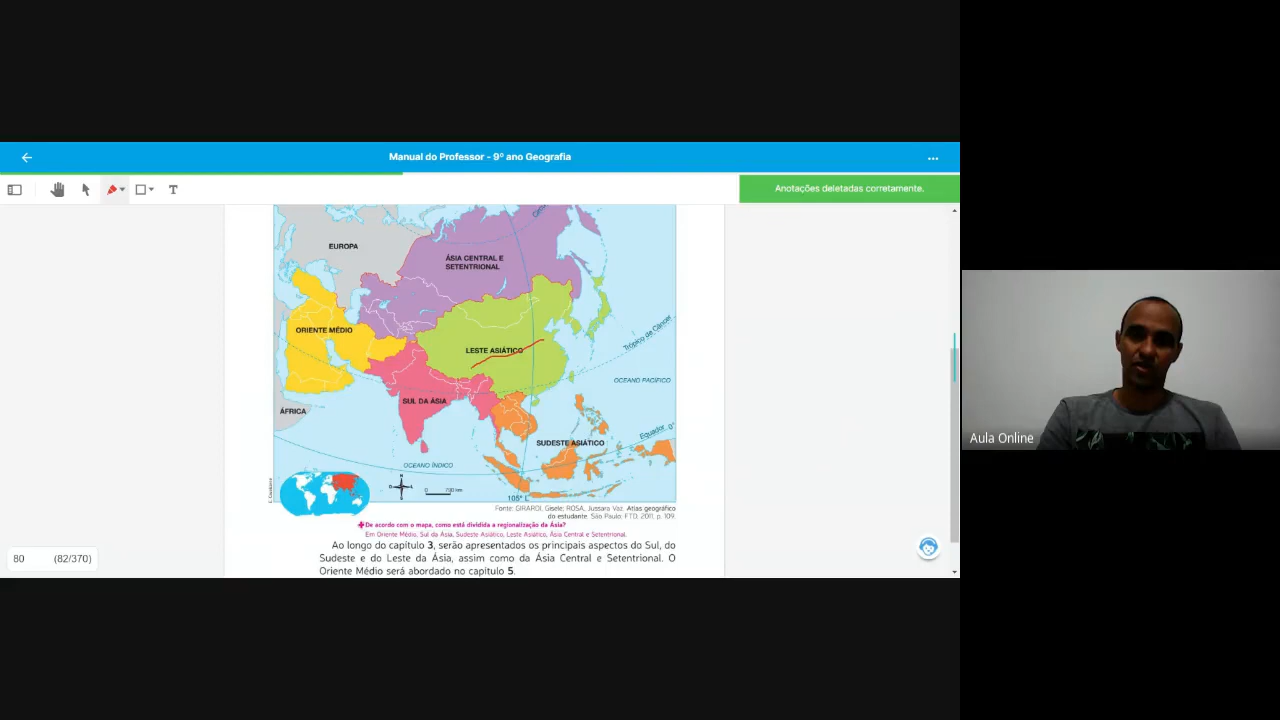 Manual do Professor - 9º ano Geografia
...
T
Anotações deletadas corretamente.
EUROPA
ÁSIA CENTRAL E
SETENTRIONAL
ORIENTE MÉDIO
LESTE ASIÁTICO
Trópico de Câncer
OCEANO PACÍFICO
SUL DA ÁSIA
ÁFRICA
Equador 0°
SUDESTE ASIÁTICO
OCEANO ÍNDICO
105° L
Fonte: GIRARDI, Gisele; ROSA, Jussara Vaz. Atlas geográfico
do estudante. São Paulo: FTD, 2011. p. 109.
De acordo com o mapa, como está dividida a regionalização da Ásia?
Em Oriente Médio, Sul da Ásia, Sudeste Asiático, Leste Asiático, Ásia Central e Setentrional.
Ao longo do capítulo 3, serão apresentados os principais aspectos do Sul, do
Sudeste e do Leste da Ásia, assim como da Ásia Central e Setentrional. O
Oriente Médio será abordado no capítulo 5.
80 (82/370)
Aula Online